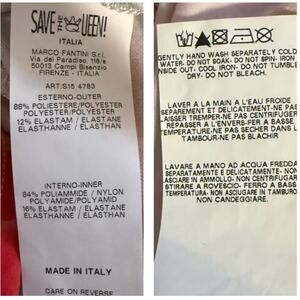 SAVE THE QUEEN!
ITALIA
MARCO FANTINI S.r.l.
Via del Paradiso, 116/e
50013 Campi Bisenzio
FIRENZE - ITALIA
ART.S15 4783
ESTERNO-OUTER
88% POLIESTERE/POLYESTER
POLYESTER/POLYESTER
12% ELASTAM / ELASTANE
ELASTHANNE / ELASTHAN
INTERNO-INNER
84% POLIAMMIDE / NYLON
POLYAMIDE/POLYAMID
16% ELASTAM / ELASTANE
ELASTHANNE / ELASTHAN
MADE IN ITALY
CARE ON REVERSE
GENTLY HAND WASH SEPARATELY COLD
WATER- DO NOT SOAK- DO NOT SPIN- IRON
INSIDE OUT- COOL IRON- DO NOT TUMBLE
DRY- DO NOT BLEACH.
LAVER A LA MAIN A L'EAU FROIDE
SEPARATEMENT ET DELICATEMENT-NE PAS
LAISSER TREMPER-NE PAS CENTRIFUGER
REPASSER A L'ENVERS-FER A BASSE
TEMPERATURE-NE PAS SECHER DANS LE
TAMBOUR-NE PAS BLANCHIR
LAVARE A MANO AD ACQUA FREDDA
SEPARATAMENTE E DELICATAMENTE- NON
LASCIARE IN AMMOLLO- NON CENTRIFUGARE
STIRARE A ROVESCIO- FERRO A BASSA
TEMPERATURA- NON ASCIUGARE IN TAMBURO
NON CANDEGGIARE.